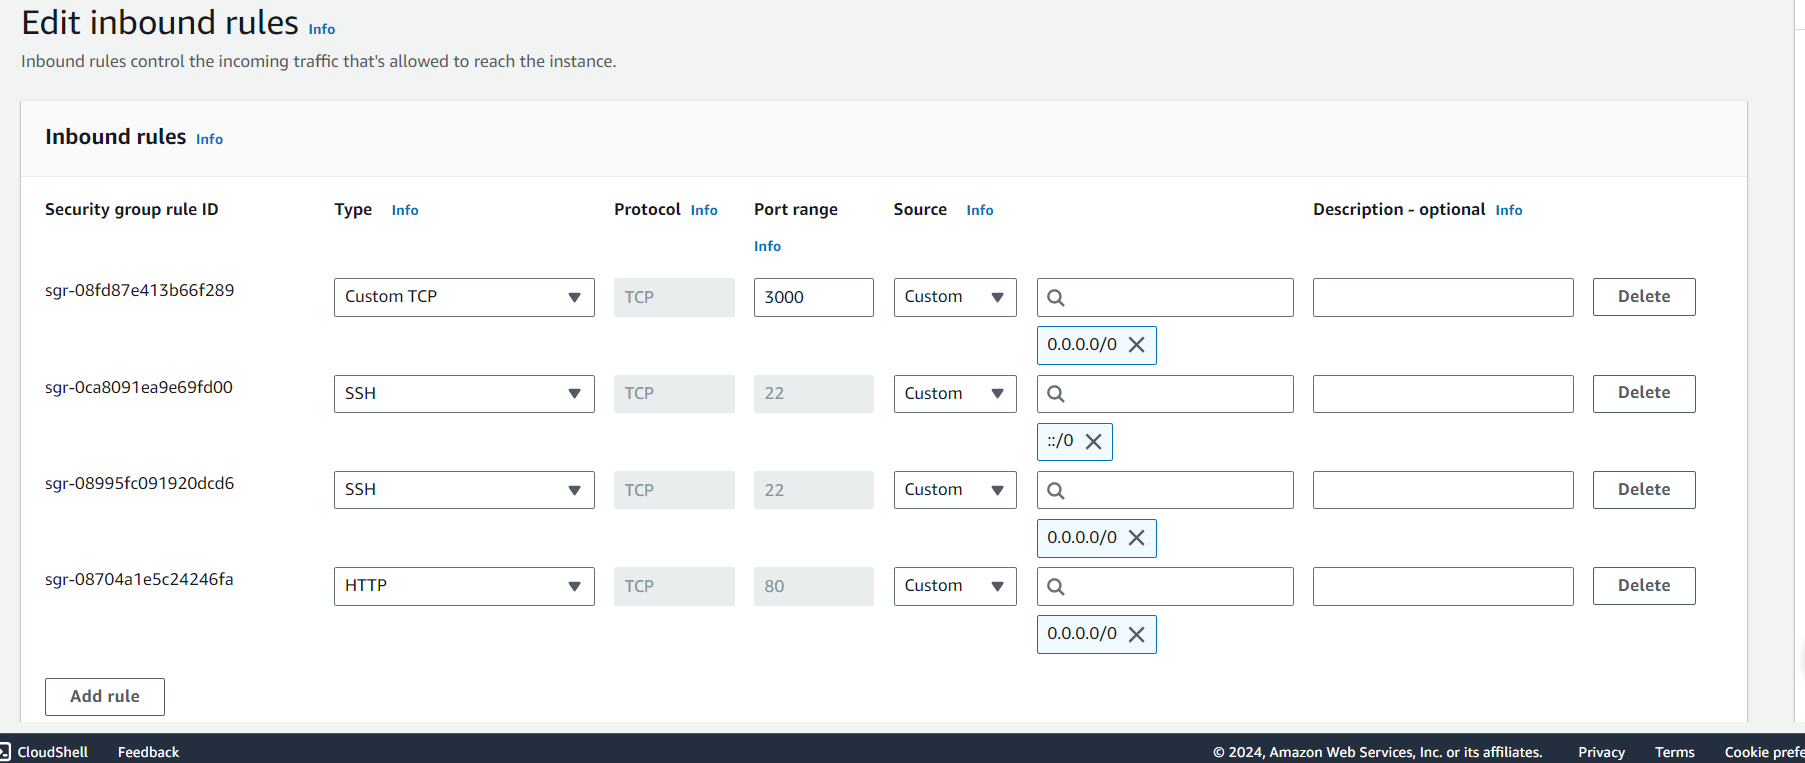 Edit inbound rules Info
Inbound rules control the incoming traffic that's allowed to reach the instance.
Inbound rules Info
Security group rule ID Type Info Protocol Info Port range Info Source Info Description - optional Info
sgr-08fd87e413b66f289 Custom TCP TCP 3000 Custom Delete
0.0.0.0/0
sgr-0ca8091ea9e69fd00 SSH TCP 22 Custom Delete
::/0
sgr-08995fc091920dcd6 SSH TCP 22 Custom Delete
0.0.0.0/0
sgr-08704a1e5c24246fa HTTP TCP 80 Custom Delete
0.0.0.0/0
Add rule
CloudShell Feedback © 2024, Amazon Web Services, Inc. or its affiliates. Privacy Terms Cookie prefe